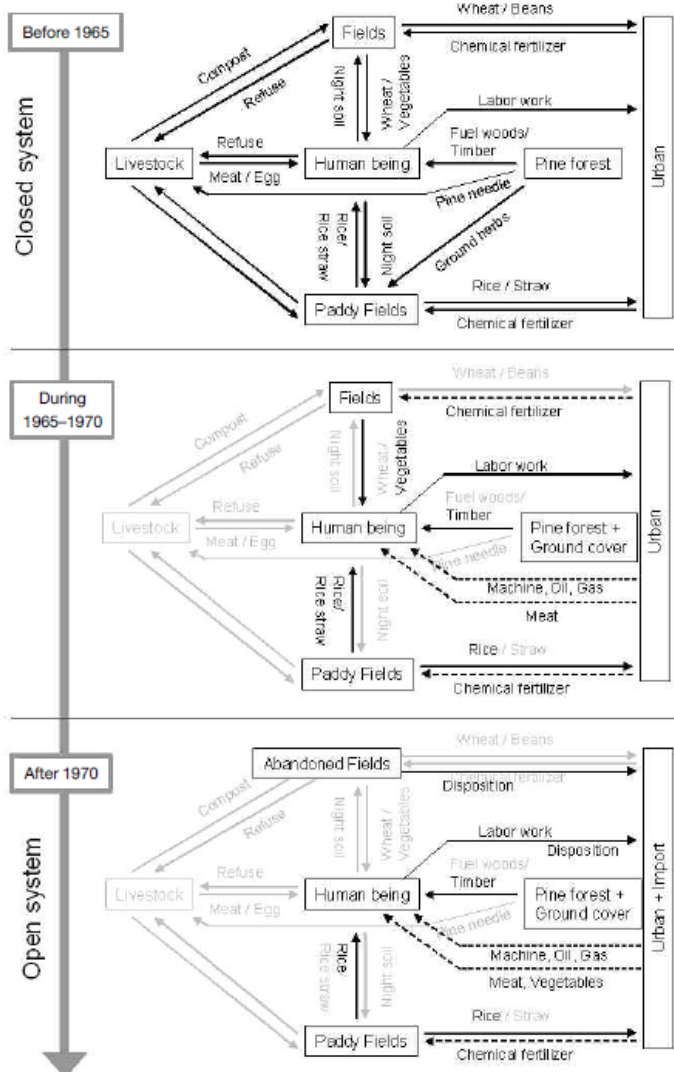 Before 1965
Closed system
Fields
Wheat / Beans
Chemical fertilizer
Compost
Refuse
Night soil
Wheat /
Vegetables
Labor work
Livestock
Refuse
Meat / Egg
Human being
Fuel woods/
Timber
Pine forest
Pine needle
Ground herbs
Rice/
Rice straw
Night soil
Paddy Fields
Rice / Straw
Chemical fertilizer
Urban
During
1965–1970
Fields
Wheat / Beans
Chemical fertilizer
Compost
Refuse
Night soil
Wheat /
Vegetables
Labor work
Livestock
Refuse
Meat / Egg
Human being
Fuel woods/
Timber
Pine forest +
Ground cover
Pine needle
Machine, Oil, Gas
Meat
Rice/
Rice straw
Night soil
Paddy Fields
Rice / Straw
Chemical fertilizer
Urban
After 1970
Open system
Abandoned Fields
Wheat / Beans
Chemical fertilizer
Disposition
Compost
Refuse
Night soil
Wheat /
Vegetables
Labor work
Disposition
Livestock
Refuse
Meat / Egg
Human being
Fuel woods/
Timber
Pine forest +
Ground cover
Pine needle
Machine, Oil, Gas
Meat, Vegetables
Rice/
Rice straw
Night soil
Paddy Fields
Rice / Straw
Chemical fertilizer
Urban + Import